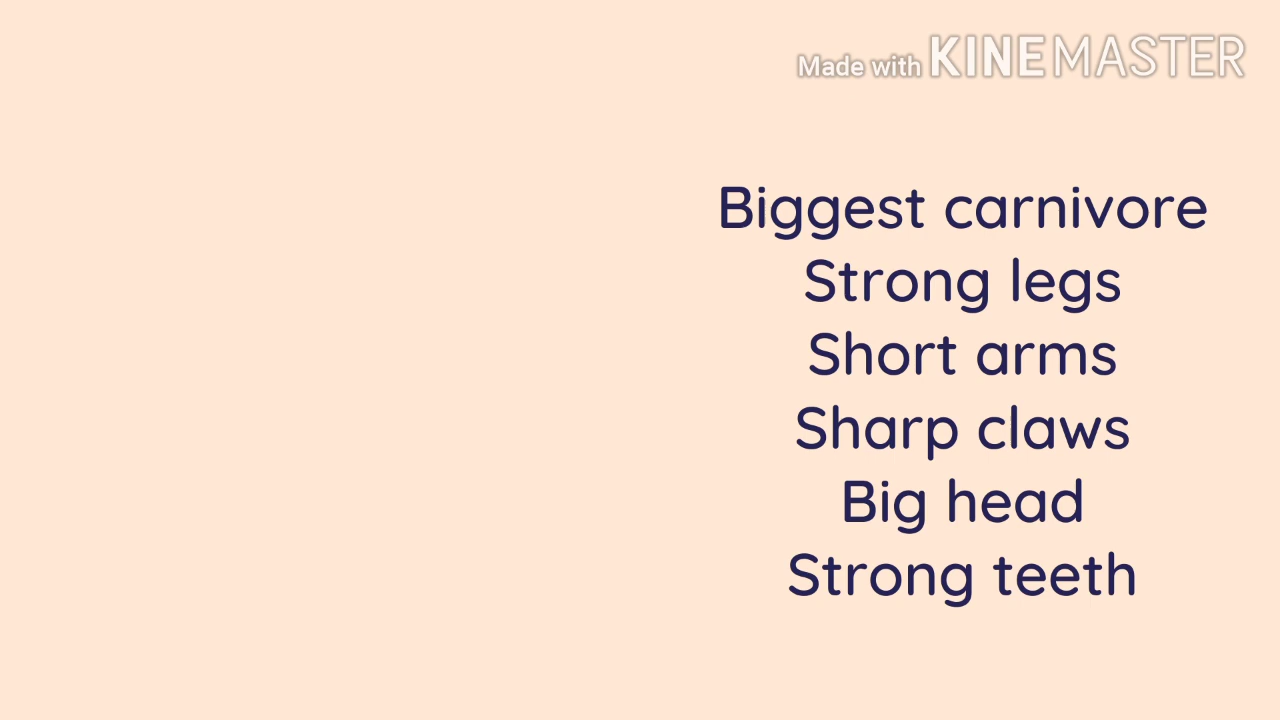 Made with KINEMASTER
Biggest carnivore
Strong legs
Short arms
Sharp claws
Big head
Strong teeth